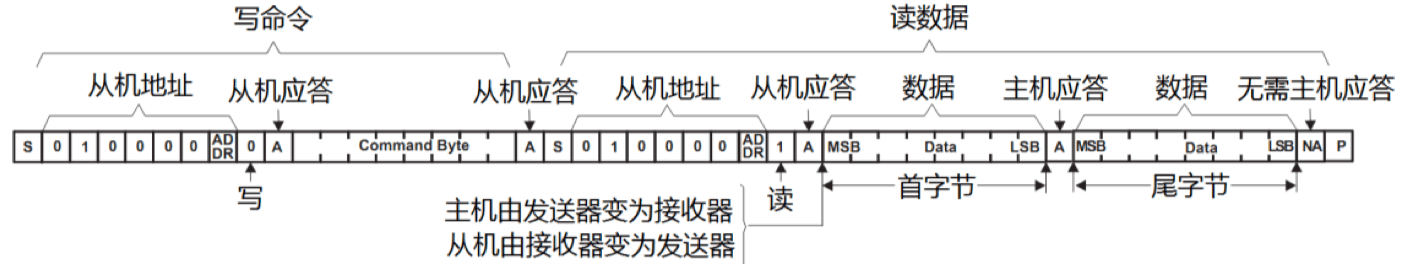 写命令 读数据
从机地址 从机应答 从机应答 从机地址 从机应答 数据 主机应答 数据 无需主机应答
S 0 1 0 0 0 0 AD DR 0 A Command Byte A S 0 1 0 0 0 0 AD DR 1 A MSB Data LSB A MSB Data LSB NA P
写 读 首字节 尾字节
主机由发送器变为接收器
从机由接收器变为发送器